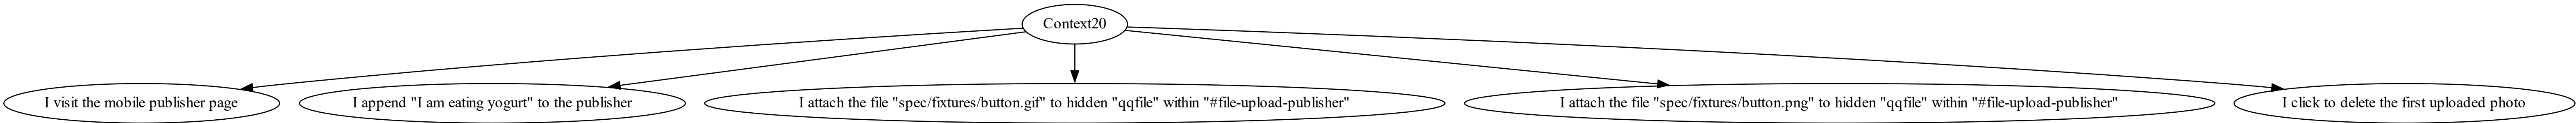 Context20
I visit the mobile publisher page
I append "I am eating yogurt" to the publisher
I attach the file "spec/fixtures/button.gif" to hidden "qqfile" within "#file-upload-publisher"
I attach the file "spec/fixtures/button.png" to hidden "qqfile" within "#file-upload-publisher"
I click to delete the first uploaded photo